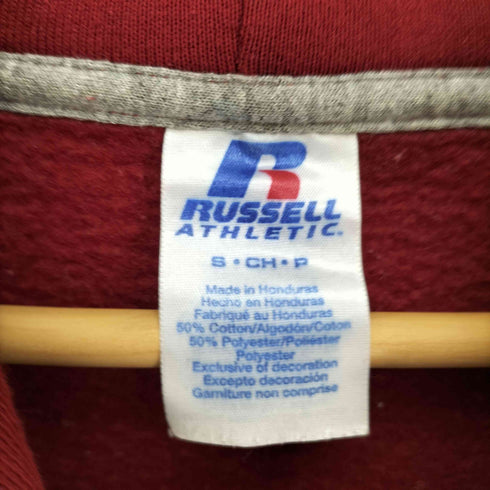 R
RUSSELL
ATHLETIC.
S • CH • P
Made in Honduras
Hecho en Honduras
Fabriqué au Honduras
50% Cotton/Algodón/Coton
50% Polyester/Poliéster
Polyester
Exclusive of decoration
Excepto decoración
Garniture non comprise